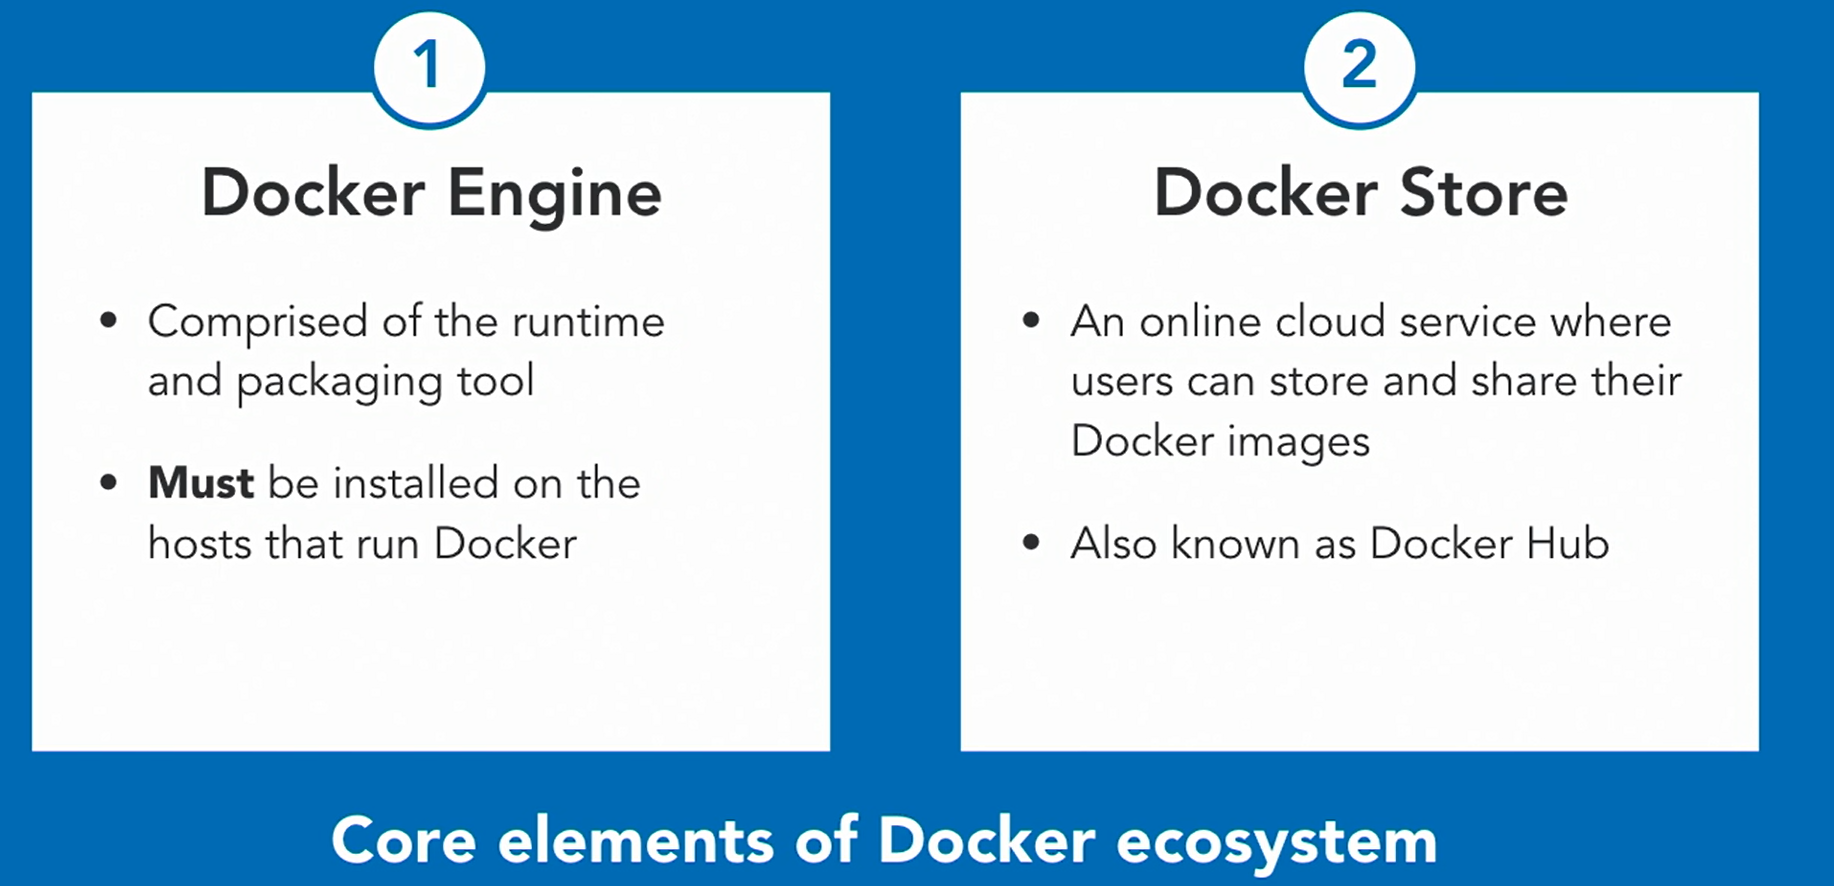 1
Docker Engine
• Comprised of the runtime
and packaging tool
• Must be installed on the
hosts that run Docker
2
Docker Store
• An online cloud service where
users can store and share their
Docker images
• Also known as Docker Hub
Core elements of Docker ecosystem